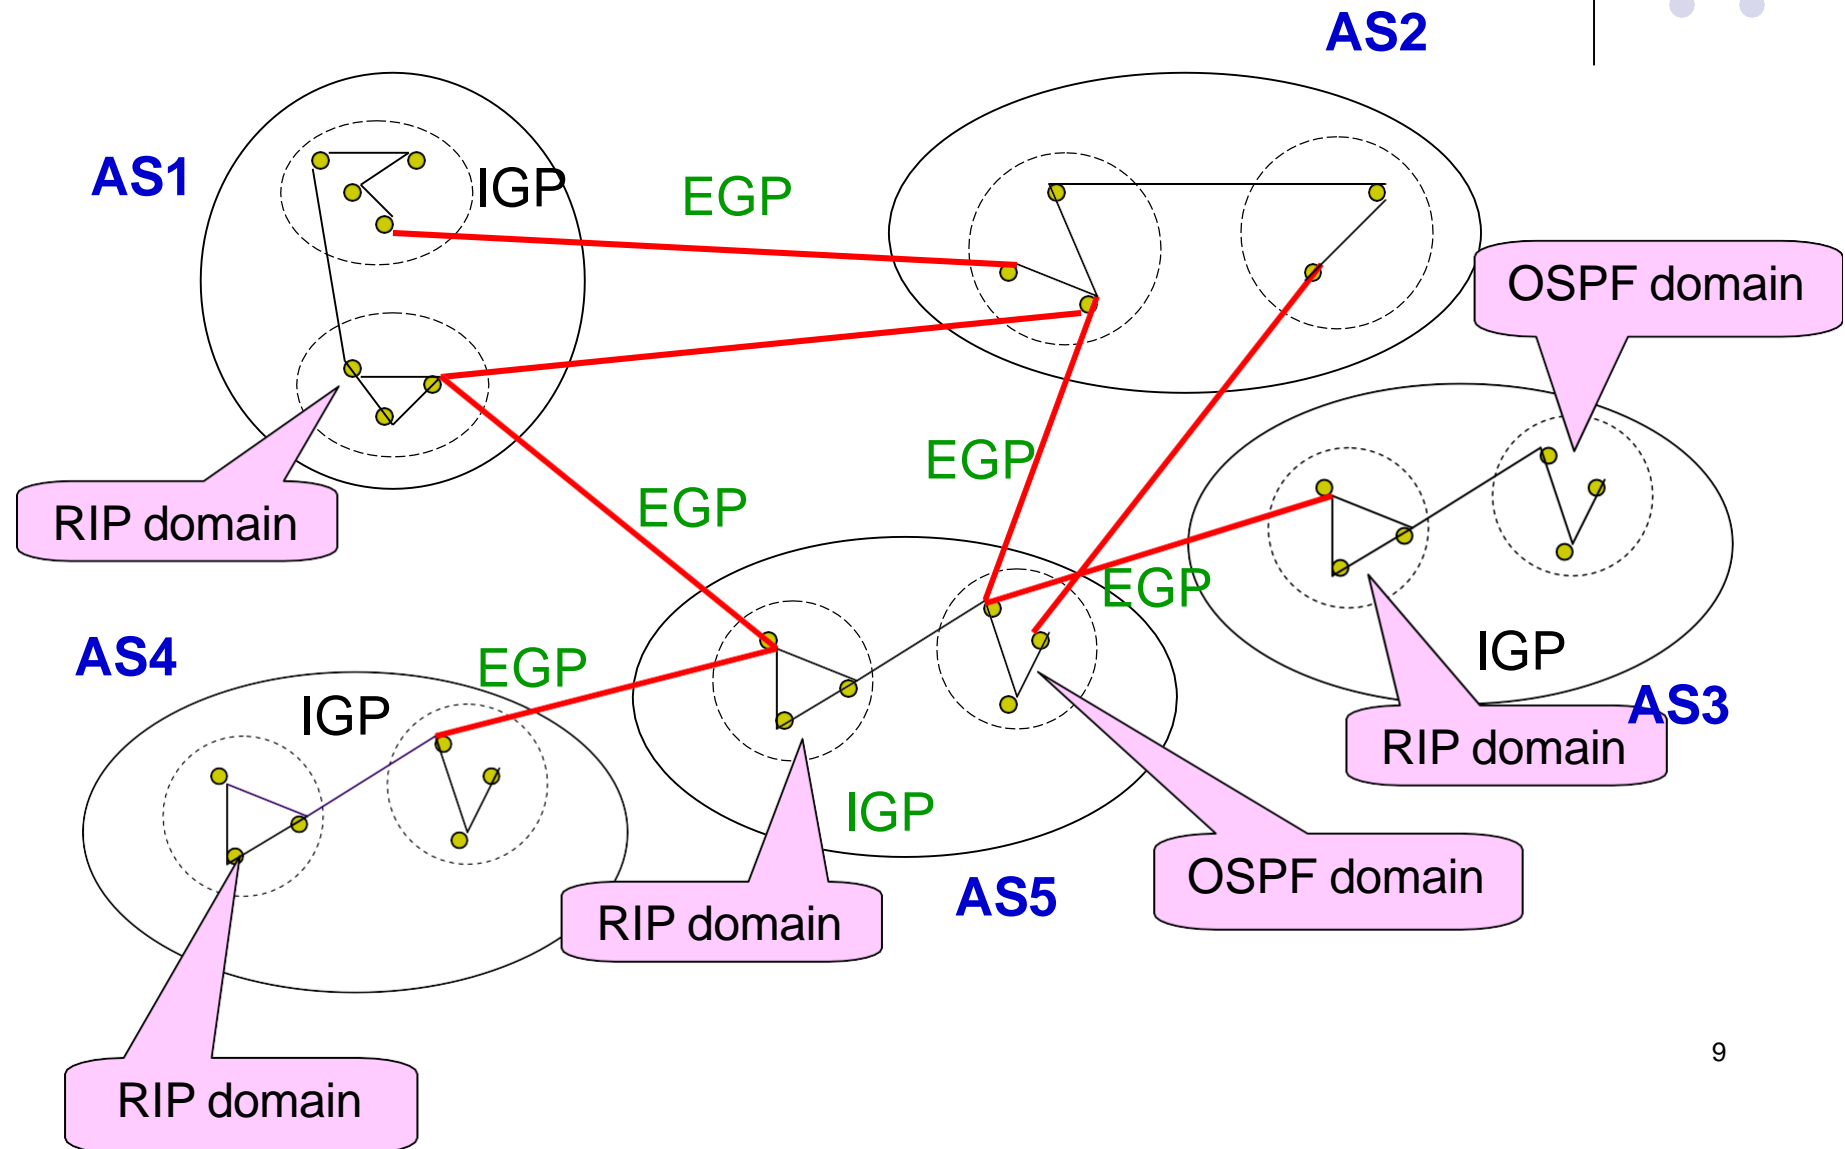 AS2
AS1
IGP
EGP
OSPF domain
EGP
EGP
RIP domain
EGP
AS4
EGP
IGP
IGP
AS3
RIP domain
IGP
OSPF domain
AS5
RIP domain
9
RIP domain